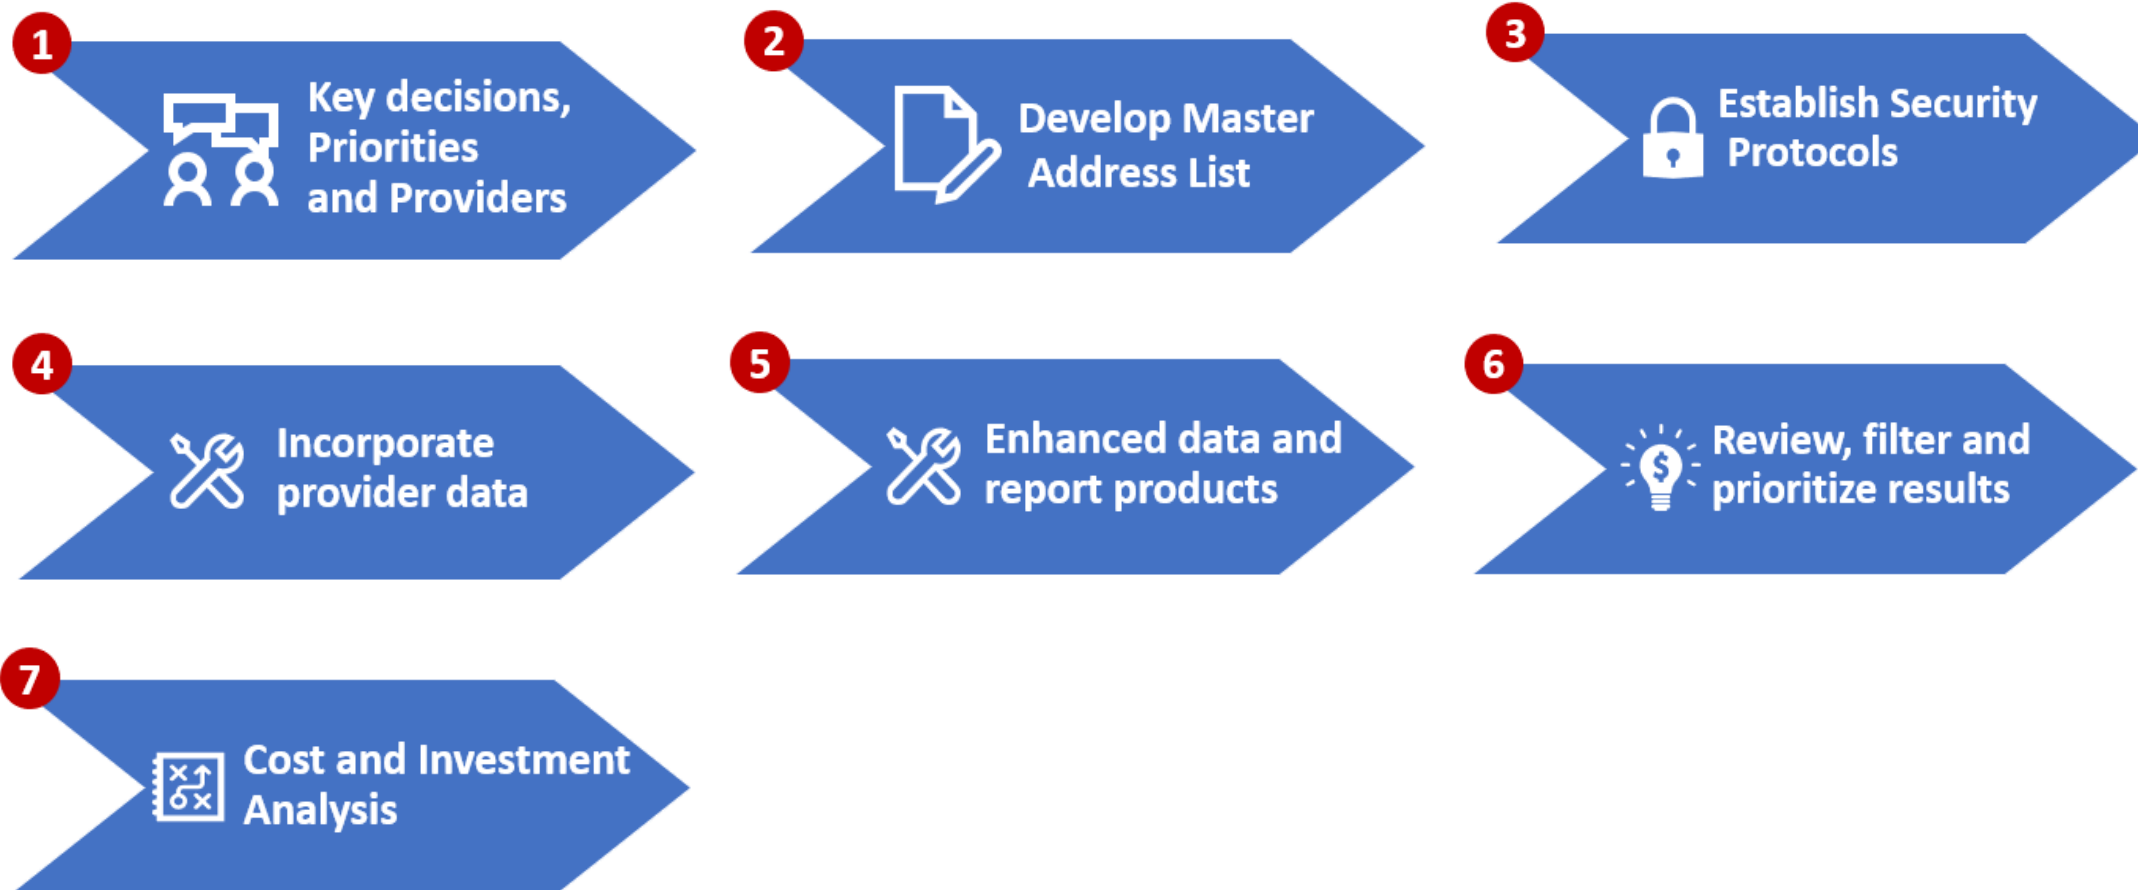 1
Key decisions,
Priorities
and Providers
2
Develop Master
Address List
3
Establish Security
Protocols
4
Incorporate
provider data
5
Enhanced data and
report products
6
Review, filter and
prioritize results
7
Cost and Investment
Analysis